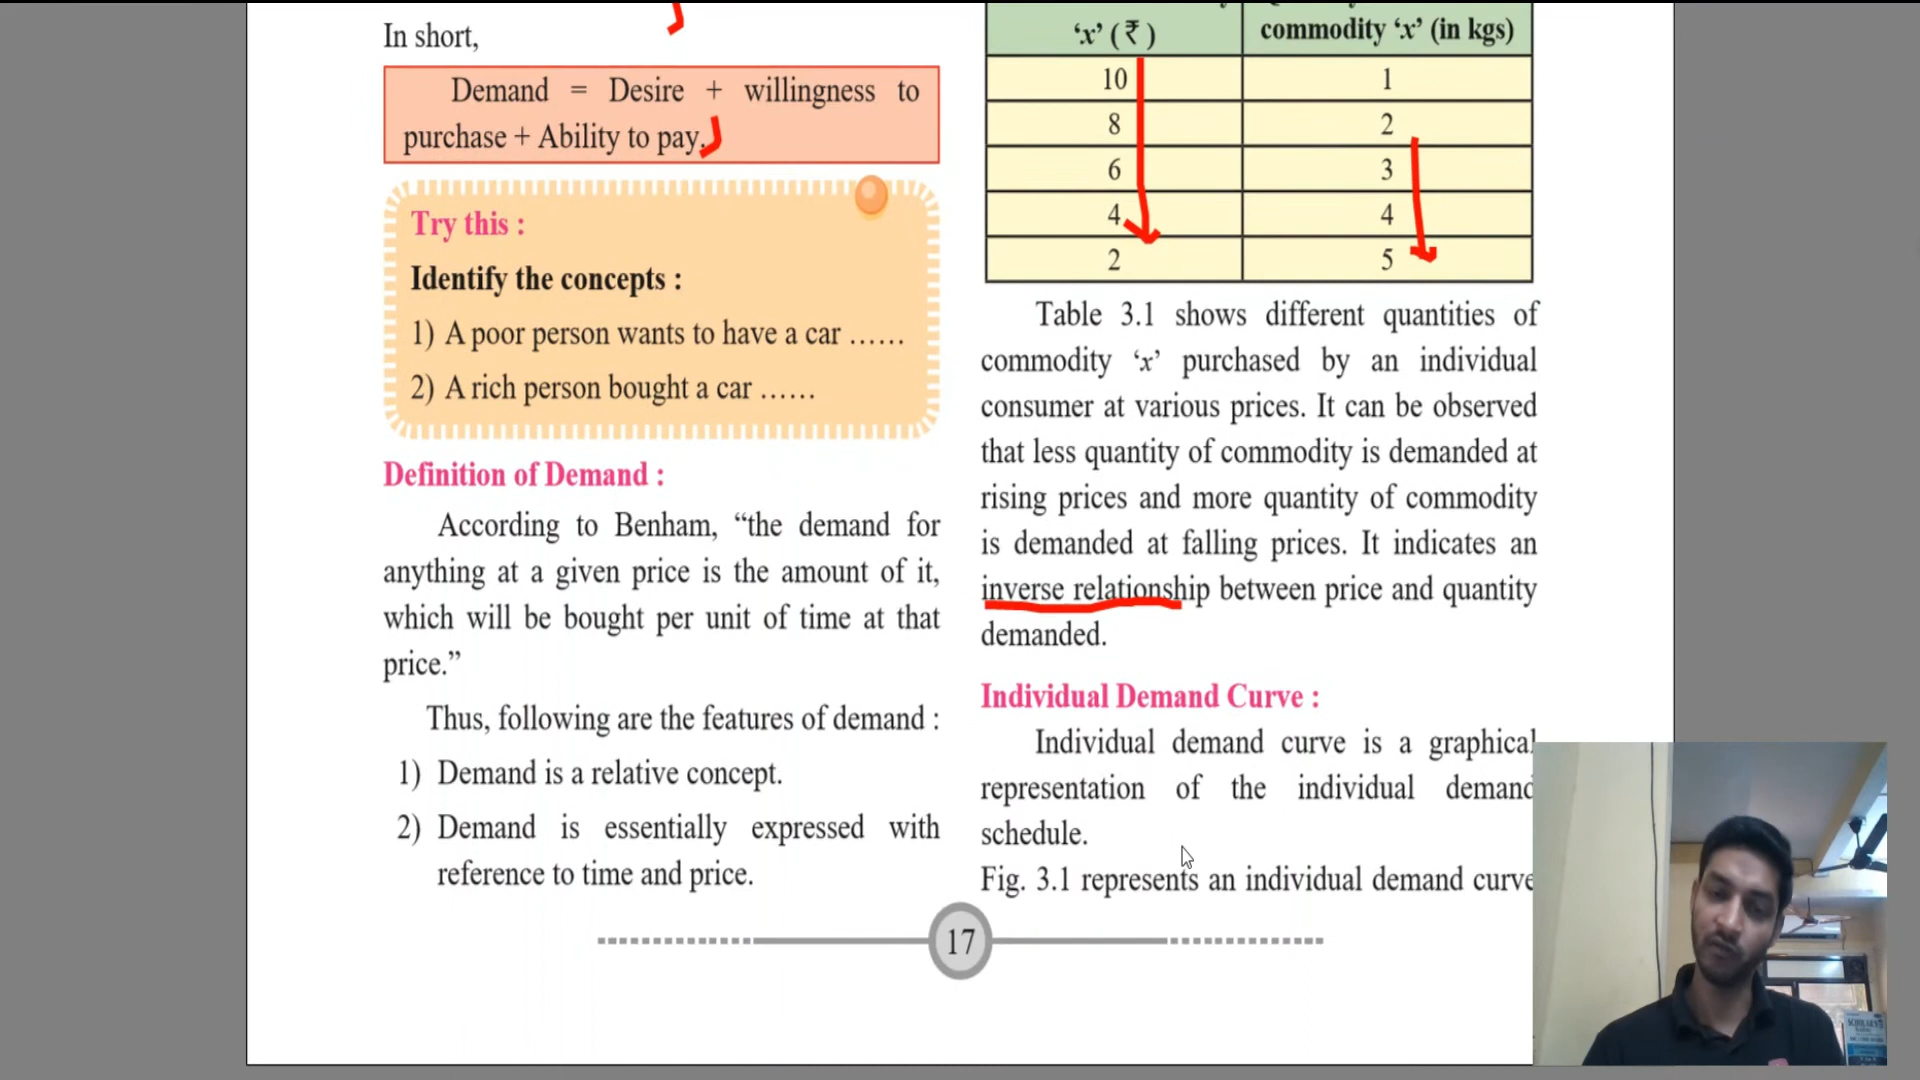 In short,
Demand = Desire + willingness to
purchase + Ability to pay.
Try this :
Identify the concepts :
1) A poor person wants to have a car ......
2) A rich person bought a car ......
Definition of Demand :
According to Benham, “the demand for
anything at a given price is the amount of it,
which will be bought per unit of time at that
price.”
Thus, following are the features of demand :
1) Demand is a relative concept.
2) Demand is essentially expressed with
reference to time and price.
‘x’ (₹) commodity ‘x’ (in kgs)
10 1
8 2
6 3
4 4
2 5
Table 3.1 shows different quantities of
commodity ‘x’ purchased by an individual
consumer at various prices. It can be observed
that less quantity of commodity is demanded at
rising prices and more quantity of commodity
is demanded at falling prices. It indicates an
inverse relationship between price and quantity
demanded.
Individual Demand Curve :
Individual demand curve is a graphical
representation of the individual demand
schedule.
Fig. 3.1 represents an individual demand curve
17